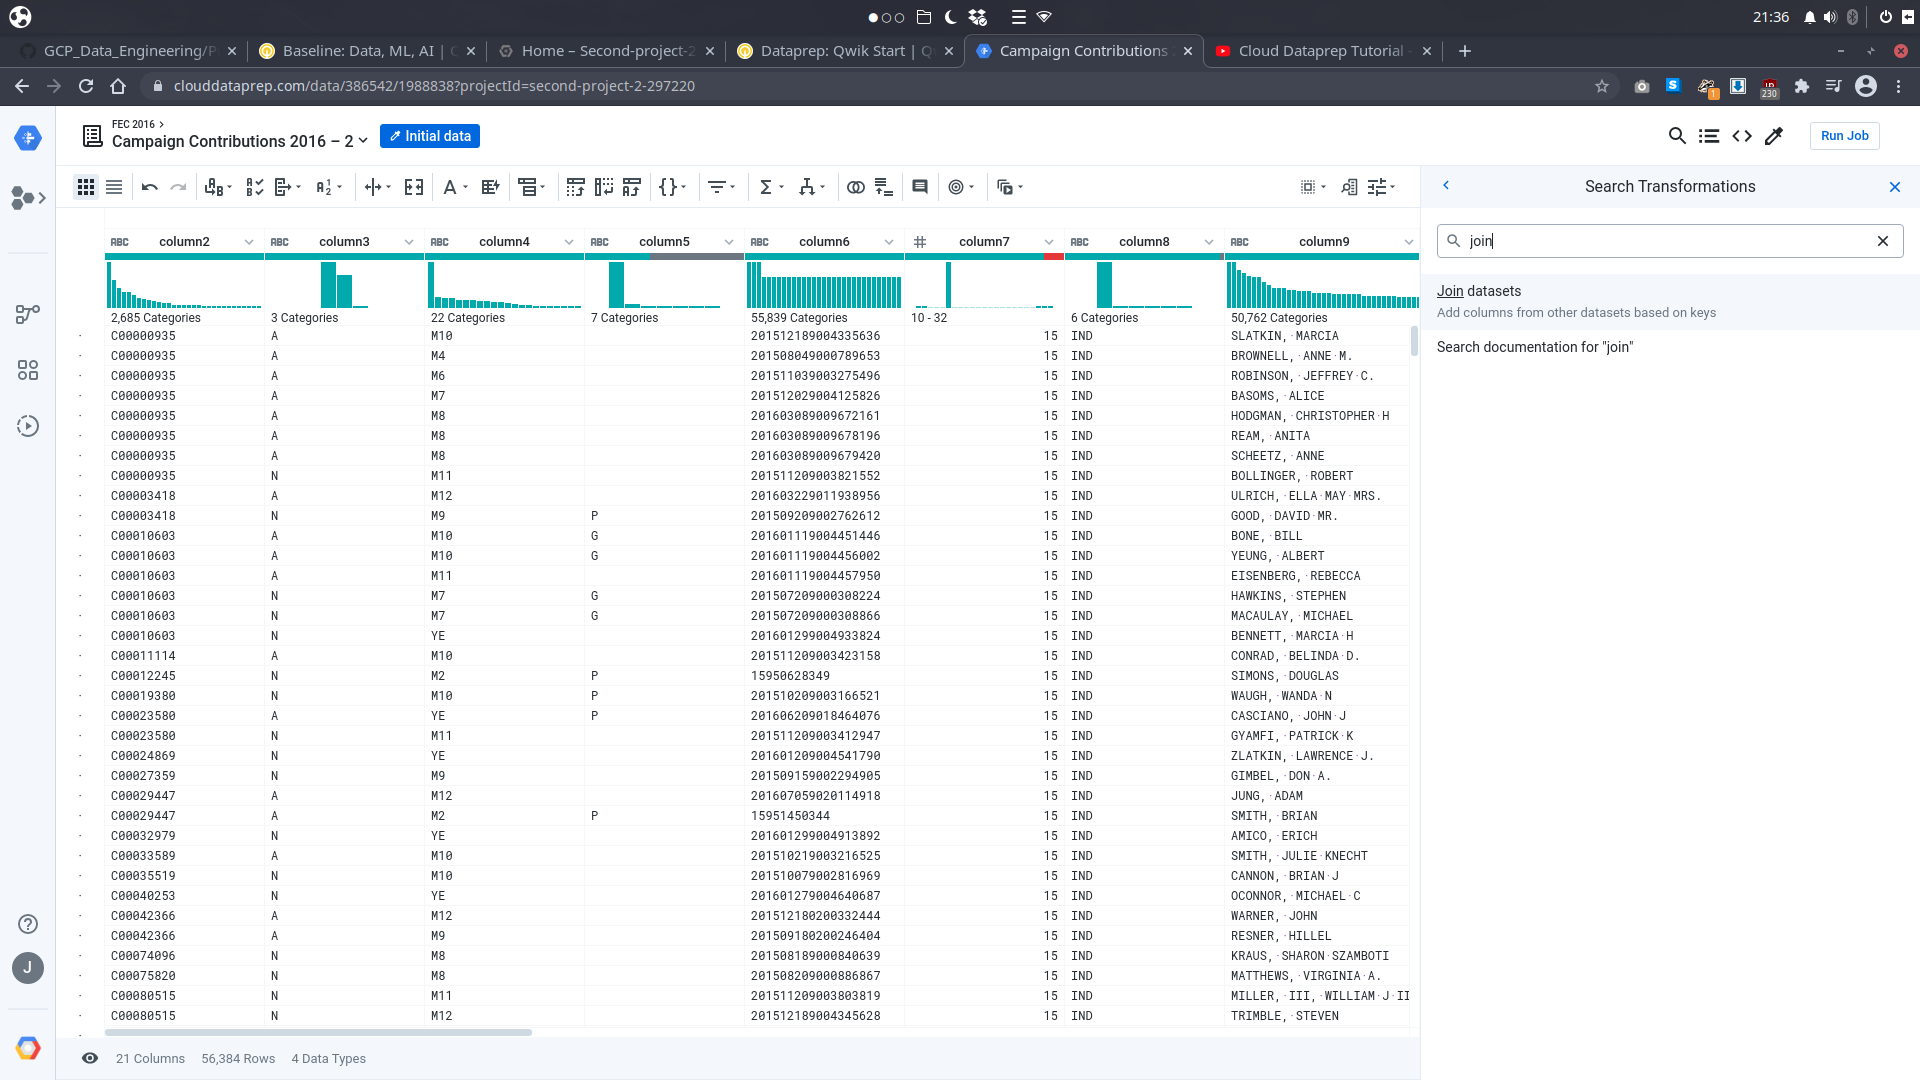 21:36
GCP_Data_Engineering/P
Baseline: Data, ML, AI |
Home – Second-project-2
Dataprep: Qwik Start |
Campaign Contributions
Cloud Dataprep Tutorial
clouddataprep.com/data/386542/1988838?projectId=second-project-2-297220
1
230
FEC 2016
Campaign Contributions 2016 – 2
Initial data
Run Job
Search Transformations
join
Join datasets
Add columns from other datasets based on keys
Search documentation for "join"
ABC column2 ABC column3 ABC column4 ABC column5 ABC column6 # column7 ABC column8 ABC column9
2,685 Categories 3 Categories 22 Categories 7 Categories 55,839 Categories 10 - 32 6 Categories 50,762 Categories
C00000935 A M10 201512189004335636 15 IND SLATKIN,·MARCIA
C00000935 A M4 201508049000789653 15 IND BROWNELL,·ANNE·M.
C00000935 A M6 201511039003275496 15 IND ROBINSON,·JEFFREY·C.
C00000935 A M7 201512029004125826 15 IND BASOMS,·ALICE
C00000935 A M8 201603089009672161 15 IND HODGMAN,·CHRISTOPHER·H
C00000935 A M8 201603089009678196 15 IND REAM,·ANITA
C00000935 A M8 201603089009679420 15 IND SCHEETZ,·ANNE
C00000935 N M11 201511209003821552 15 IND BOLLINGER,·ROBERT
C00003418 A M12 201603229011938956 15 IND ULRICH,·ELLA·MAY·MRS.
C00003418 N M9 P 201509209002762612 15 IND GOOD,·DAVID·MR.
C00010603 A M10 G 201601119004451446 15 IND BONE,·BILL
C00010603 A M10 G 201601119004456002 15 IND YEUNG,·ALBERT
C00010603 A M11 201601119004457950 15 IND EISENBERG,·REBECCA
C00010603 N M7 G 201507209000308224 15 IND HAWKINS,·STEPHEN
C00010603 N M7 G 201507209000308866 15 IND MACAULAY,·MICHAEL
C00010603 N YE 201601299004933824 15 IND BENNETT,·MARCIA·H
C00011114 A M10 201511209003423158 15 IND CONRAD,·BELINDA·D.
C00012245 N M2 P 15950628349 15 IND SIMONS,·DOUGLAS
C00019380 N M10 P 201510209003166521 15 IND WAUGH,·WANDA·N
C00023580 A YE P 201606209018464076 15 IND CASCIANO,·JOHN·J
C00023580 N M11 201511209003412947 15 IND GYAMFI,·PATRICK·K
C00024869 N YE 201601209004541790 15 IND ZLATKIN,·LAWRENCE·J.
C00027359 N M9 201509159002294905 15 IND GIMBEL,·DON·A.
C00029447 A M12 201607059020114918 15 IND JUNG,·ADAM
C00029447 A M2 P 15951450344 15 IND SMITH,·BRIAN
C00032979 N YE 201601299004913892 15 IND AMICO,·ERICH
C00033589 A M10 201510219003216525 15 IND SMITH,·JULIE·KNECHT
C00035519 N M10 201510079002816969 15 IND CANNON,·BRIAN·J
C00040253 N YE 201601279004640687 15 IND OCONNOR,·MICHAEL·C
C00042366 A M12 201512180200332444 15 IND WARNER,·JOHN
C00042366 A M9 201509180200246404 15 IND RESNER,·HILLEL
C00074096 N M8 201508189000840639 15 IND KRAUS,·SHARON·SZAMBOTI
C00075820 N M8 201508209000886867 15 IND MATTHEWS,·VIRGINIA·A.
C00080515 N M11 201511209003803819 15 IND MILLER,·III,·WILLIAM·J·II
C00080515 N M12 201512189004345628 15 IND TRIMBLE,·STEVEN
J
21 Columns 56,384 Rows 4 Data Types